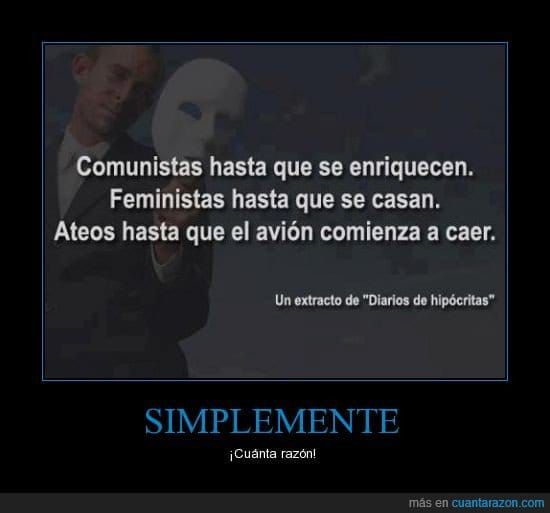 Comunistas hasta que se enriquecen.
Feministas hasta que se casan.
Ateos hasta que el avión comienza a caer.
Un extracto de "Diarios de hipócritas"
SIMPLEMENTE
¡Cuánta razón!
más en cuantarazon.com